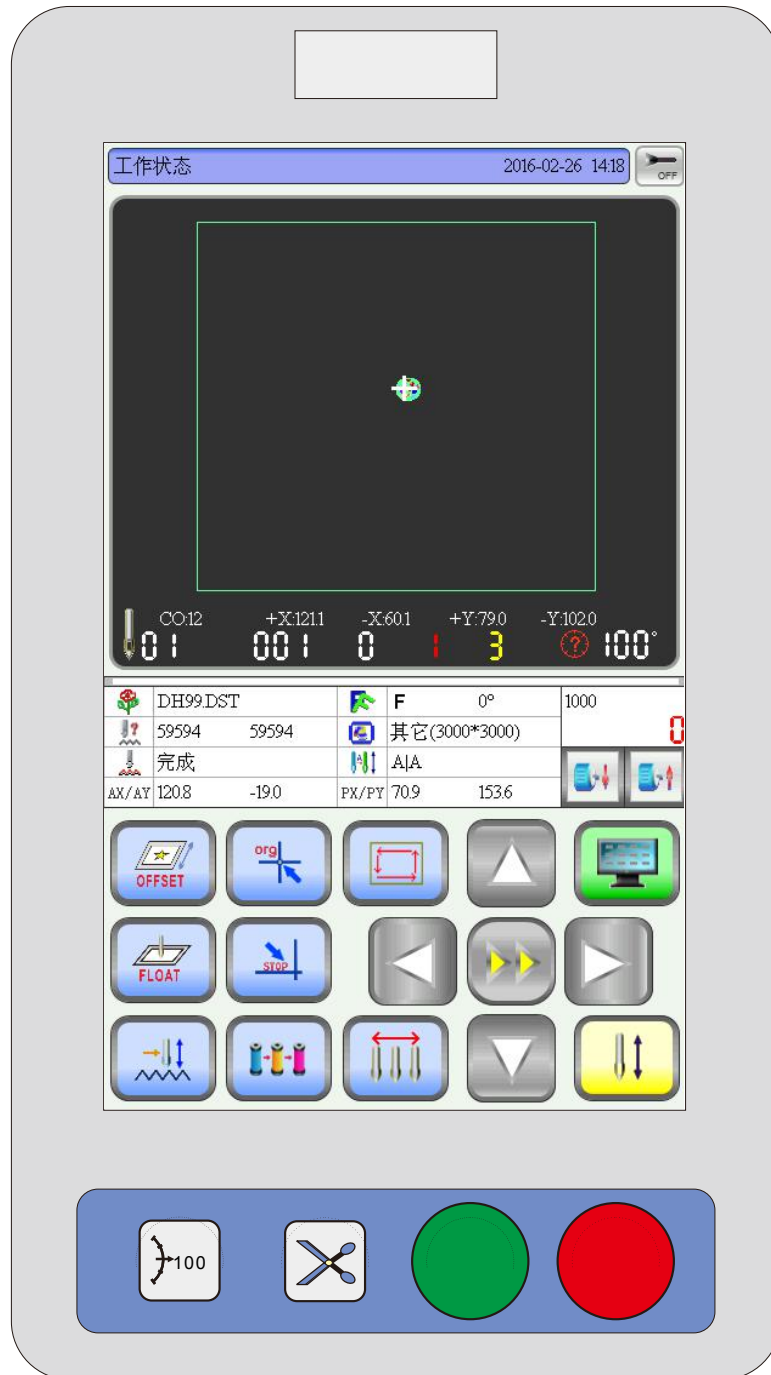 工作状态 2016-02-26 14:18
OFF
CO:12 +X:121.1 -X:60.1 +Y:79.0 -Y:102.0
01 001 0 1 3 ? 100°
DH99.DST F 0° 1000
? 59594 59594 其它(3000*3000) 0
完成 A A|A
AX/AY 120.8 -19.0 PX/PY 70.9 153.6
OFFSET org
FLOAT STOP
100